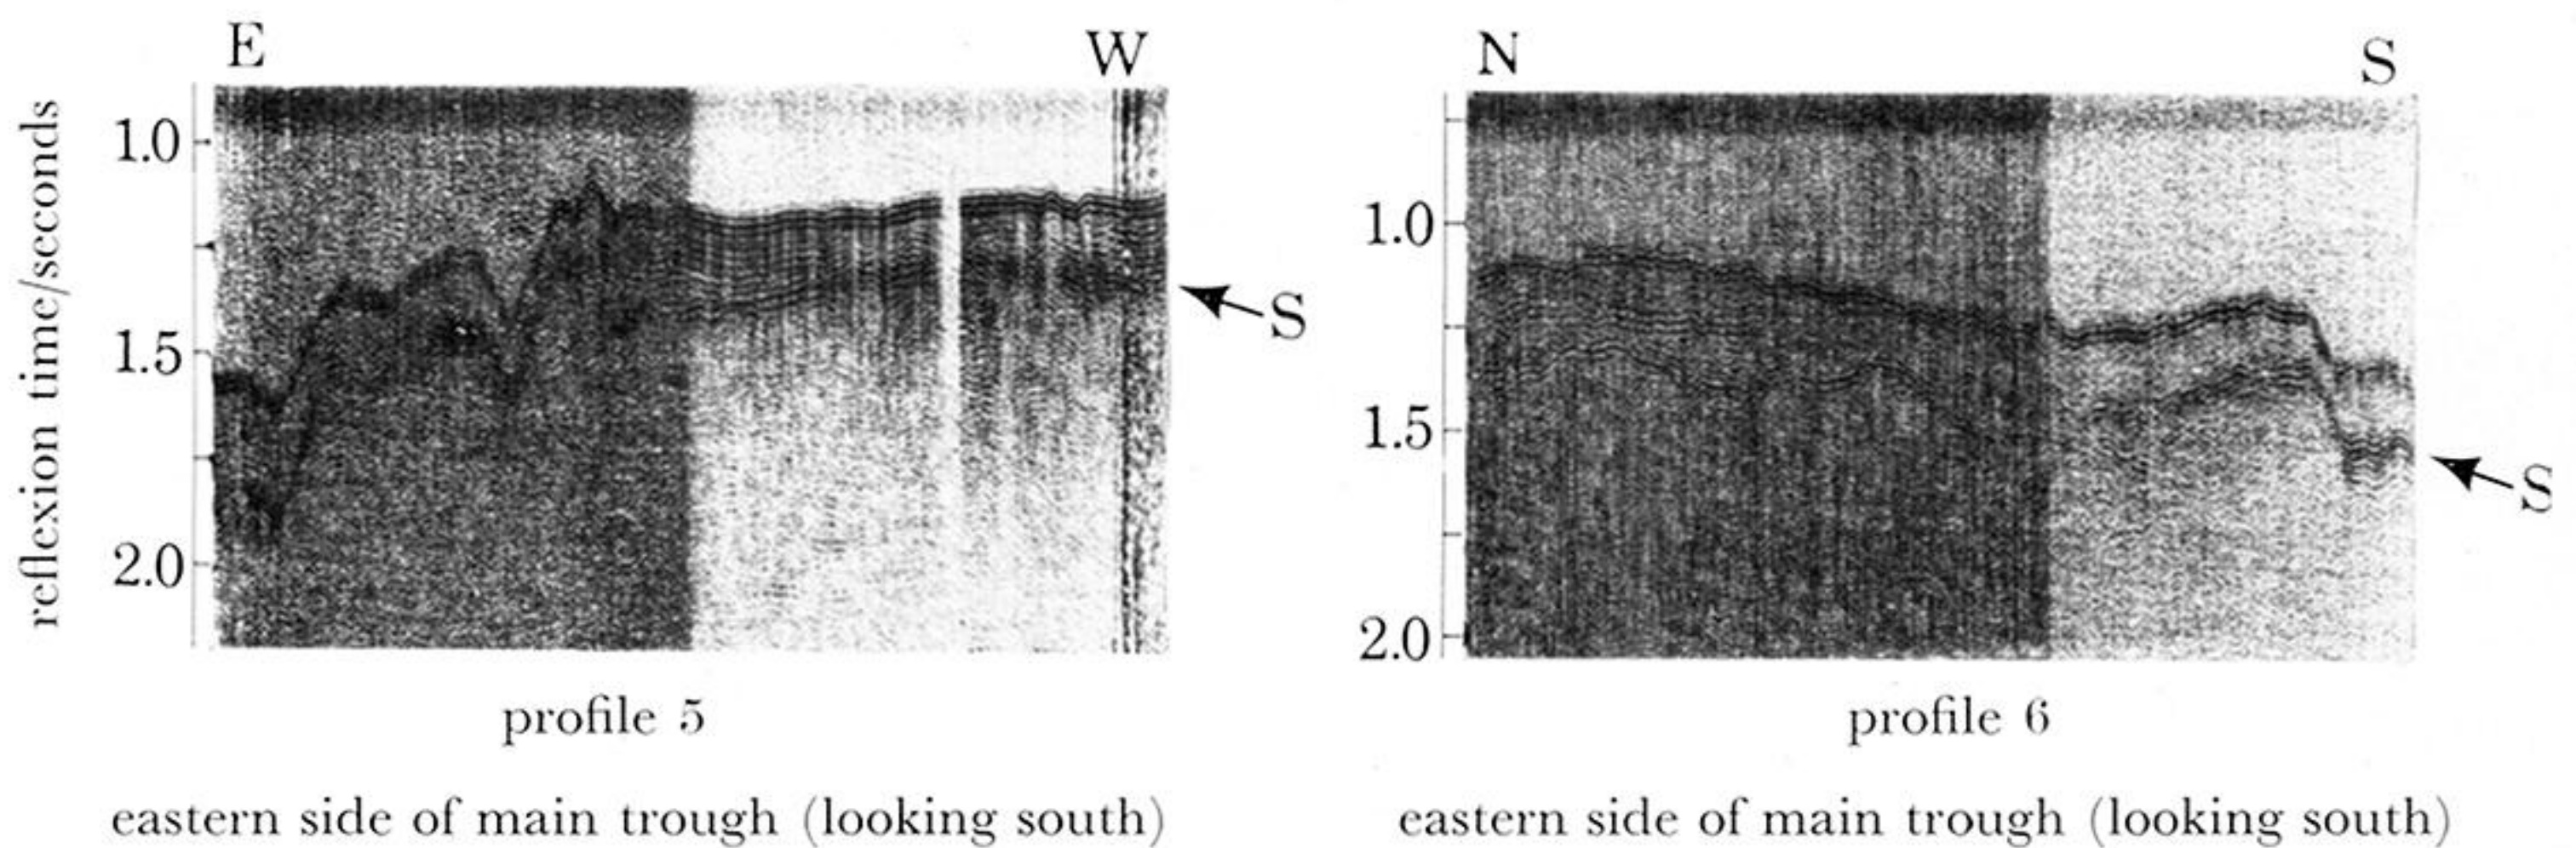 E W
reflexion time/seconds
1.0
1.5
2.0
S
profile 5
eastern side of main trough (looking south)
N S
1.0
1.5
2.0
S
profile 6
eastern side of main trough (looking south)